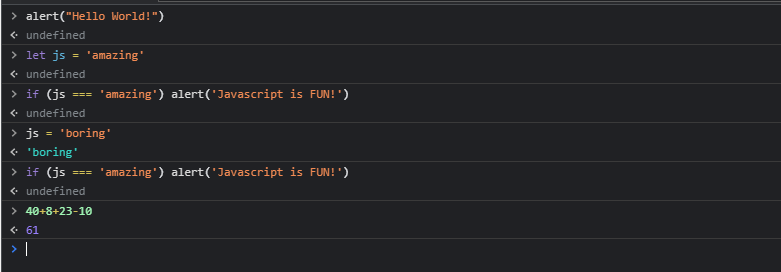 > alert("Hello World!")
<· undefined
> let js = 'amazing'
<· undefined
> if (js === 'amazing') alert('Javascript is FUN!')
<· undefined
> js = 'boring'
<· 'boring'
> if (js === 'amazing') alert('Javascript is FUN!')
<· undefined
> 40+8+23-10
<· 61
>